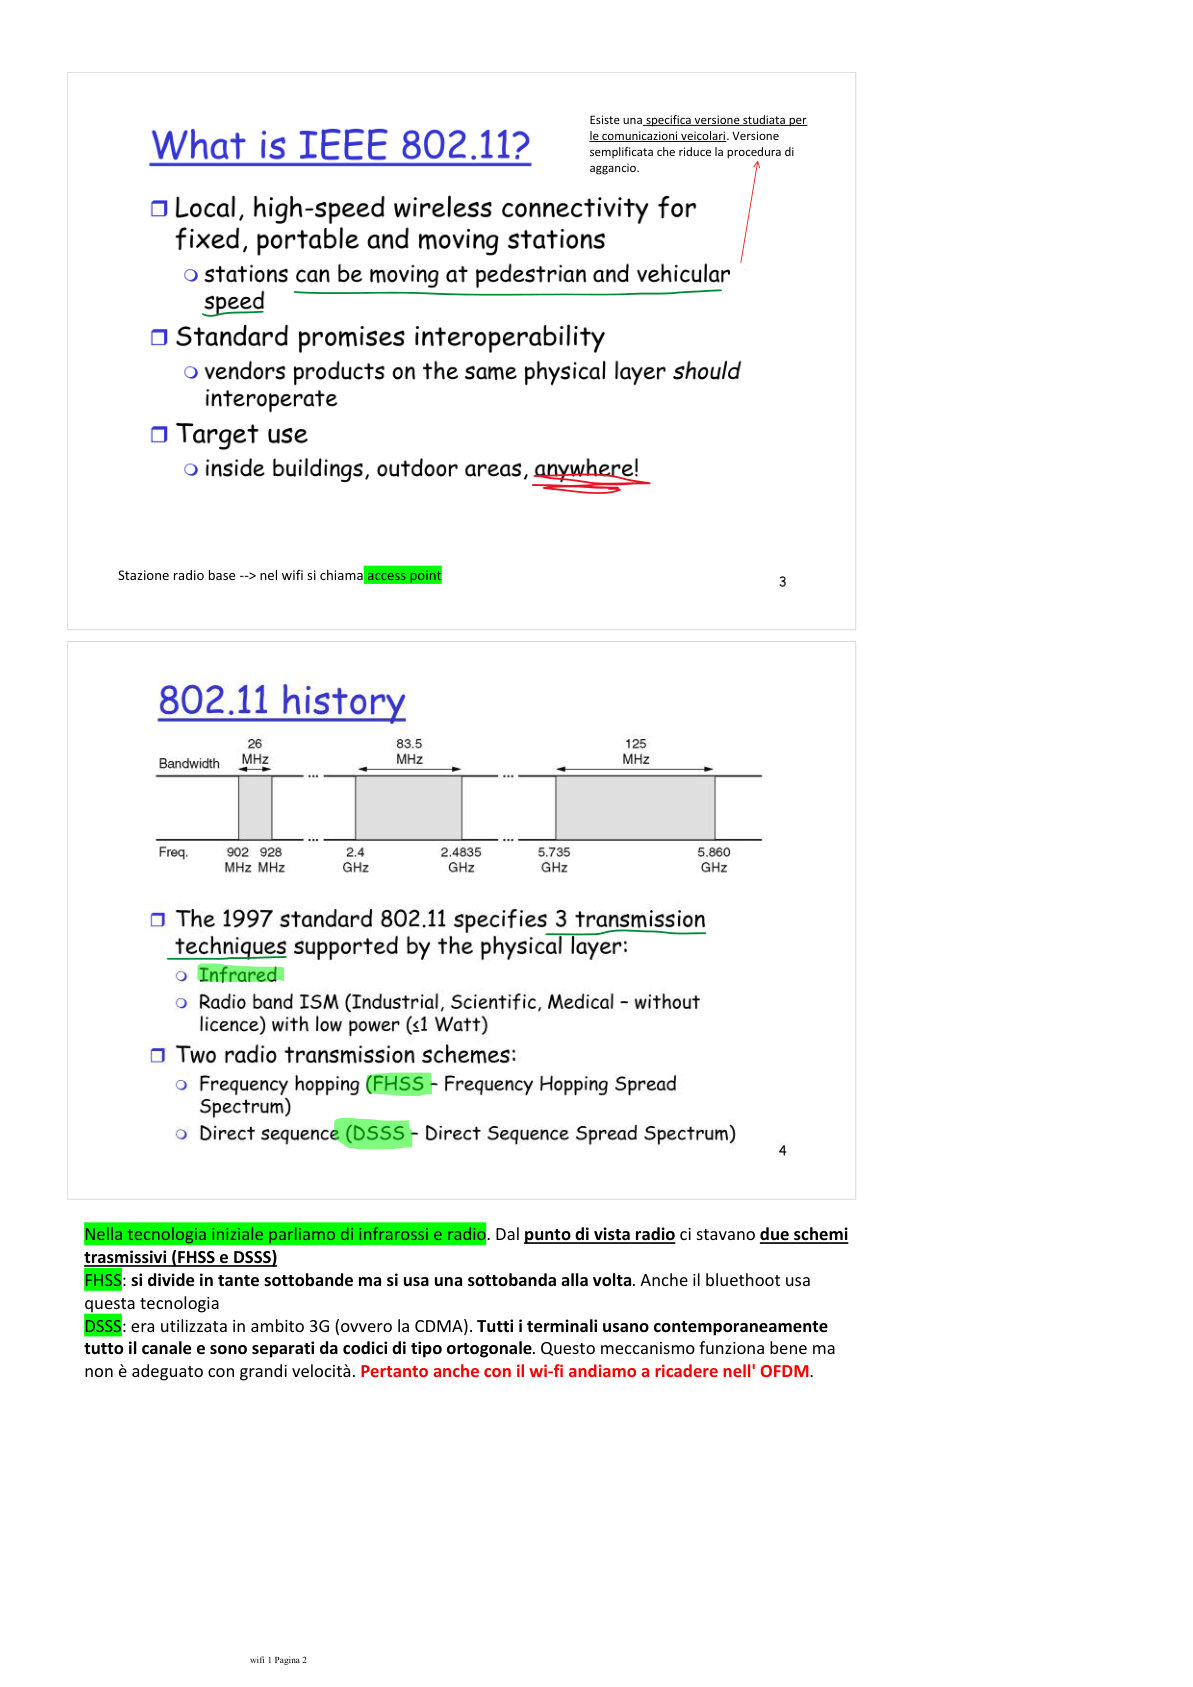 Esiste una specifica versione studiata per
le comunicazioni veicolari. Versione
semplificata che riduce la procedura di
aggancio.
What is IEEE 802.11?
Local, high-speed wireless connectivity for
fixed, portable and moving stations
stations can be moving at pedestrian and vehicular
speed
Standard promises interoperability
vendors products on the same physical layer should
interoperate
Target use
inside buildings, outdoor areas, anywhere!
Stazione radio base --> nel wifi si chiama access point
3
802.11 history
26 83.5 125
Bandwidth MHz MHz MHz
... ...
... ...
Freq. 902 928 2.4 2.4835 5.735 5.860
MHz MHz GHz GHz GHz GHz
The 1997 standard 802.11 specifies 3 transmission
techniques supported by the physical layer:
Infrared
Radio band ISM (Industrial, Scientific, Medical – without
licence) with low power (≤1 Watt)
Two radio transmission schemes:
Frequency hopping (FHSS – Frequency Hopping Spread
Spectrum)
Direct sequence (DSSS – Direct Sequence Spread Spectrum)
4
Nella tecnologia iniziale parliamo di infrarossi e radio. Dal punto di vista radio ci stavano due schemi
trasmissivi (FHSS e DSSS)
FHSS: si divide in tante sottobande ma si usa una sottobanda alla volta. Anche il bluethoot usa
questa tecnologia
DSSS: era utilizzata in ambito 3G (ovvero la CDMA). Tutti i terminali usano contemporaneamente
tutto il canale e sono separati da codici di tipo ortogonale. Questo meccanismo funziona bene ma
non è adeguato con grandi velocità. Pertanto anche con il wi-fi andiamo a ricadere nell' OFDM.
wifi 1 Pagina 2